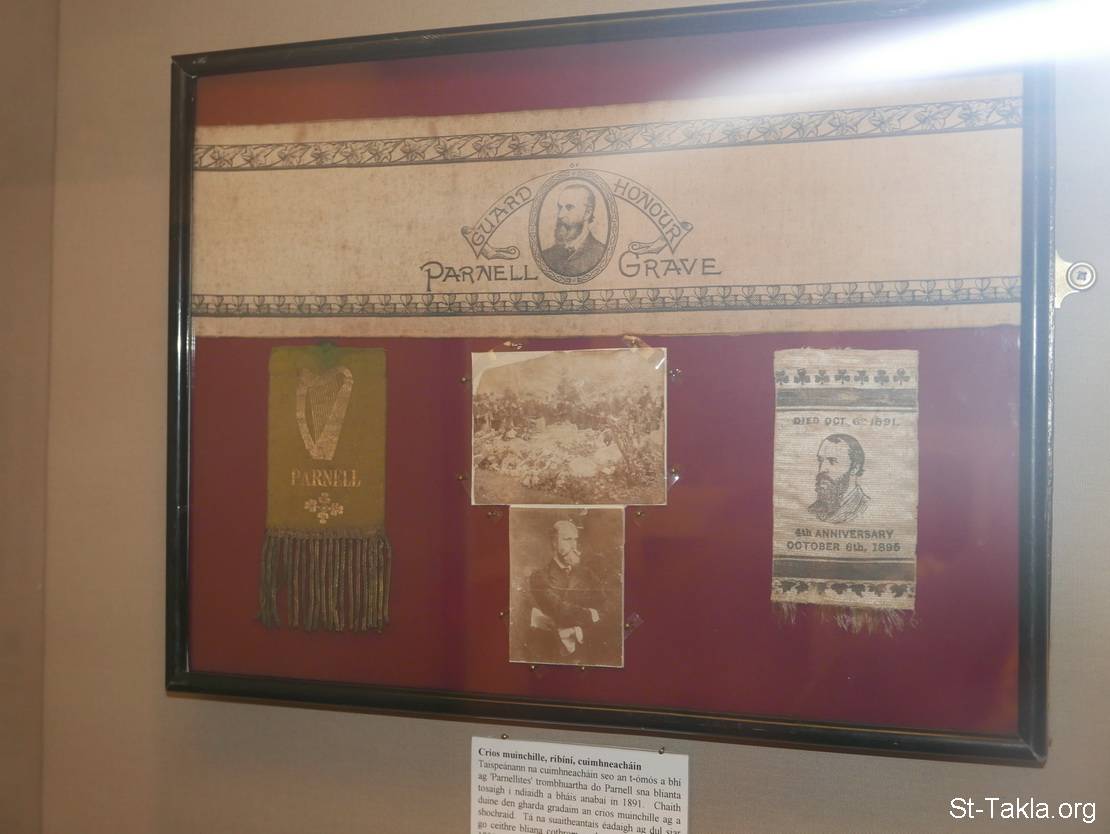 GUARD OF HONOUR
PARNELL GRAVE
PARNELL
DIED OCT. 6th 1891.
4th ANNIVERSARY
OCTOBER 6th, 1895
Crios muinchille, ribíní, cuimhneacháin
Taispeánann na cuimhneacháin seo an t-ómós a bhí
ag 'Parnellites' trombhuartha do Parnell sna blianta
tosaigh i ndiaidh a bháis anabaí in 1891. Chaith
duine den gharda gradaim an crios muinchille ag a
shochraid. Tá na suaitheantais éadaigh ag dul siar
go ceithre bliana
St-Takla.org